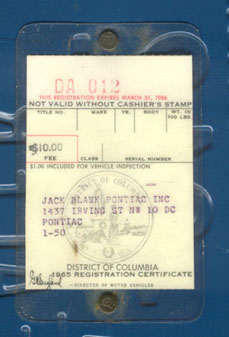 DA 012
THIS REGISTRATION EXPIRES MARCH 31, 1966
NOT VALID WITHOUT CASHIER'S STAMP
TITLE NO. MAKE YR. BODY WT. IN 100 LBS.
$10.00
FEE CLASS SERIAL NUMBER
$1.00 INCLUDED FOR VEHICLE INSPECTION
JACK BLANK PONTIAC INC
1437 IRVING ST NW 10 DC
PONTIAC
1-50
DISTRICT OF COLUMBIA
1965 REGISTRATION CERTIFICATE
DIRECTOR OF MOTOR VEHICLES